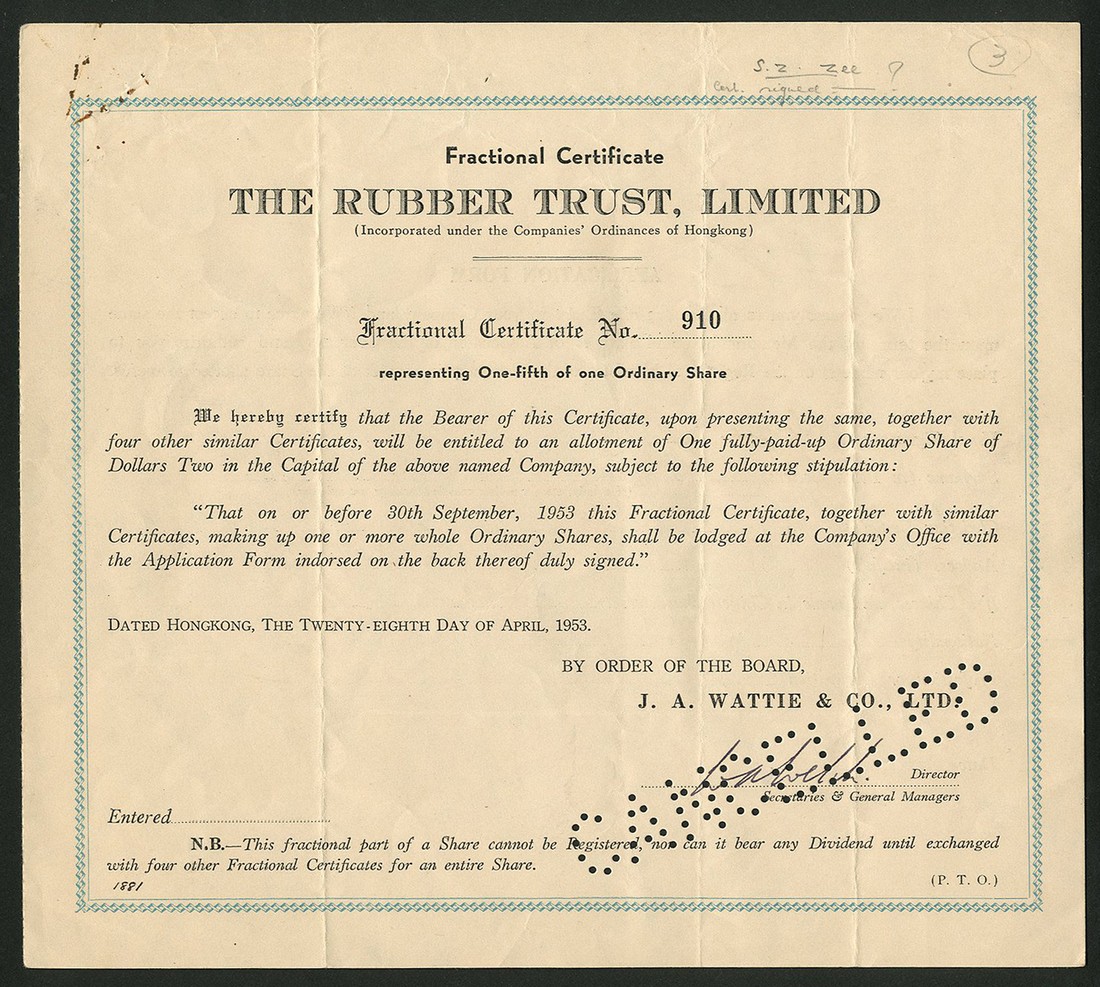 3
S. Z. Zee ?
Cert. signed
Fractional Certificate
THE RUBBER TRUST, LIMITED
(Incorporated under the Companies' Ordinances of Hongkong)
Fractional Certificate No. 910
representing One-fifth of one Ordinary Share
We hereby certify that the Bearer of this Certificate, upon presenting the same, together with
four other similar Certificates, will be entitled to an allotment of One fully-paid-up Ordinary Share of
Dollars Two in the Capital of the above named Company, subject to the following stipulation:
"That on or before 30th September, 1953 this Fractional Certificate, together with similar
Certificates, making up one or more whole Ordinary Shares, shall be lodged at the Company's Office with
the Application Form indorsed on the back thereof duly signed."
DATED HONGKONG, THE TWENTY-EIGHTH DAY OF APRIL, 1953.
BY ORDER OF THE BOARD,
J. A. WATTIE & CO., LTD.
CANCELLED
Director
Secretaries & General Managers
Entered
N.B.—This fractional part of a Share cannot be Registered, nor can it bear any Dividend until exchanged
with four other Fractional Certificates for an entire Share.
1881
(P. T. O.)